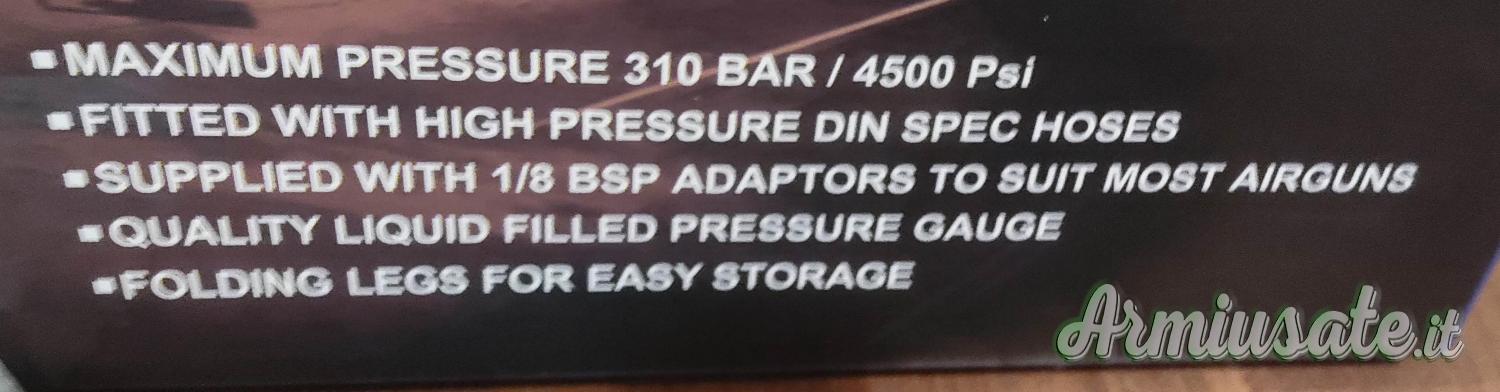 ▪MAXIMUM PRESSURE 310 BAR / 4500 Psi
▪FITTED WITH HIGH PRESSURE DIN SPEC HOSES
▪SUPPLIED WITH 1/8 BSP ADAPTORS TO SUIT MOST AIRGUNS
▪QUALITY LIQUID FILLED PRESSURE GAUGE
▪FOLDING LEGS FOR EASY STORAGE
Armiusate.it